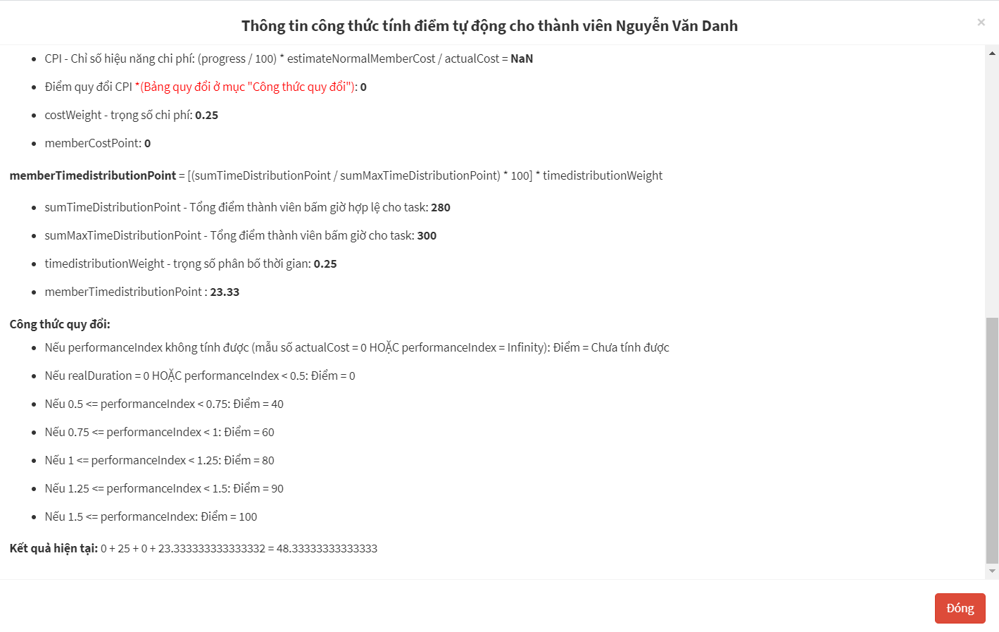 Thông tin công thức tính điểm tự động cho thành viên Nguyễn Văn Danh
×
• CPI - Chỉ số hiệu năng chi phí: (progress / 100) * estimateNormalMemberCost / actualCost = NaN
• Điểm quy đổi CPI *(Bảng quy đổi ở mục "Công thức quy đổi"): 0
• costWeight - trọng số chi phí: 0.25
• memberCostPoint: 0
memberTimedistributionPoint = [(sumTimeDistributionPoint / sumMaxTimeDistributionPoint) * 100] * timedistributionWeight
• sumTimeDistributionPoint - Tổng điểm thành viên bấm giờ hợp lệ cho task: 280
• sumMaxTimeDistributionPoint - Tổng điểm thành viên bấm giờ cho task: 300
• timedistributionWeight - trọng số phân bố thời gian: 0.25
• memberTimedistributionPoint : 23.33
Công thức quy đổi:
• Nếu performanceIndex không tính được (mẫu số actualCost = 0 HOẶC performanceIndex = Infinity): Điểm = Chưa tính được
• Nếu realDuration = 0 HOẶC performanceIndex < 0.5: Điểm = 0
• Nếu 0.5 <= performanceIndex < 0.75: Điểm = 40
• Nếu 0.75 <= performanceIndex < 1: Điểm = 60
• Nếu 1 <= performanceIndex < 1.25: Điểm = 80
• Nếu 1.25 <= performanceIndex < 1.5: Điểm = 90
• Nếu 1.5 <= performanceIndex: Điểm = 100
Kết quả hiện tại: 0 + 25 + 0 + 23.333333333333332 = 48.33333333333333
Đóng